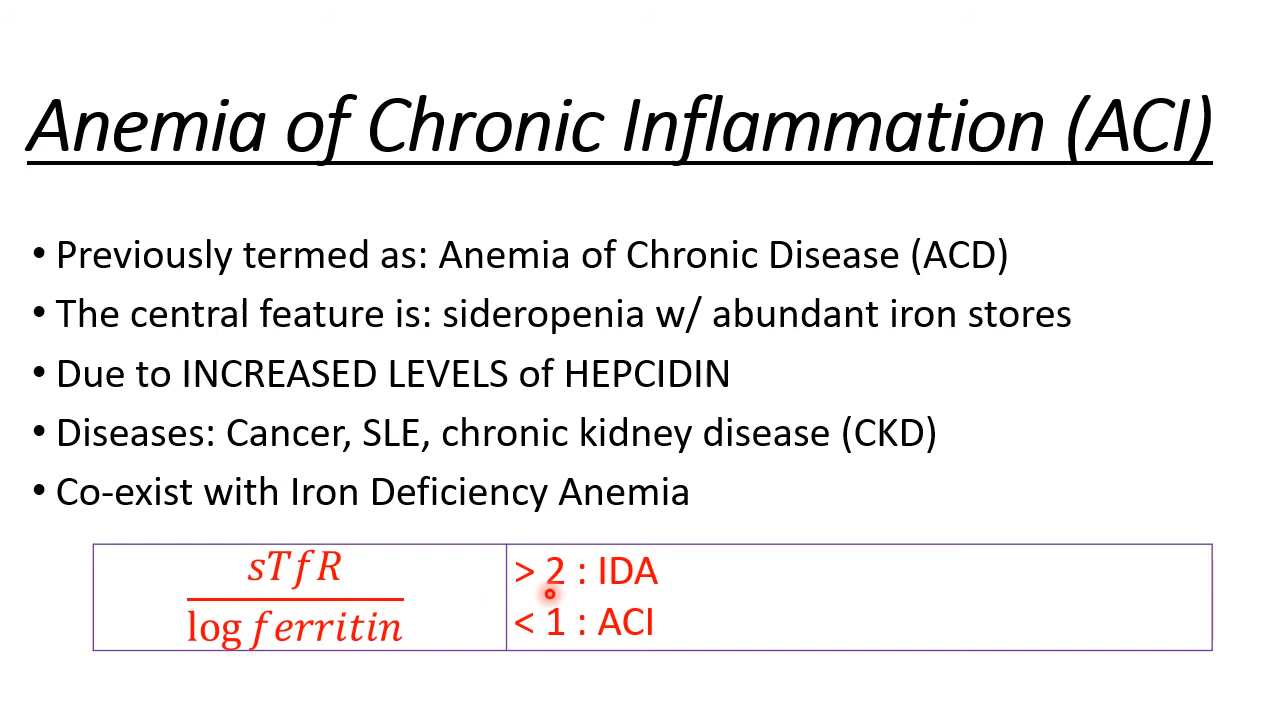 Anemia of Chronic Inflammation (ACI)
• Previously termed as: Anemia of Chronic Disease (ACD)
• The central feature is: sideropenia w/ abundant iron stores
• Due to INCREASED LEVELS of HEPCIDIN
• Diseases: Cancer, SLE, chronic kidney disease (CKD)
• Co-exist with Iron Deficiency Anemia
sTfR
log ferritin
> 2 : IDA
< 1 : ACI